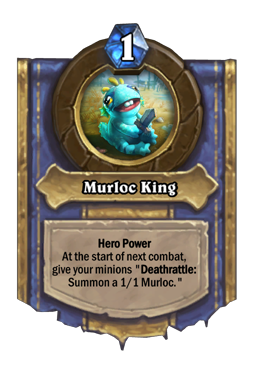 1
Murloc King
Hero Power
At the start of next combat,
give your minions "Deathrattle:
Summon a 1/1 Murloc."